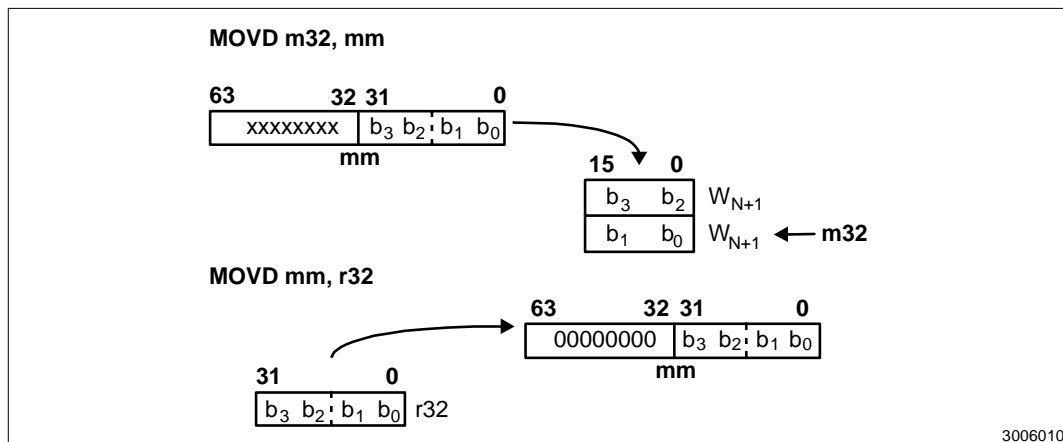 MOVD m32, mm
63 32 31 0
xxxxxxxx b3 b2 b1 b0
mm
15 0
b3 b2 WN+1
b1 b0 WN+1 m32
MOVD mm, r32
63 32 31 0
00000000 b3 b2 b1 b0
mm
31 0
b3 b2 b1 b0 r32
3006010